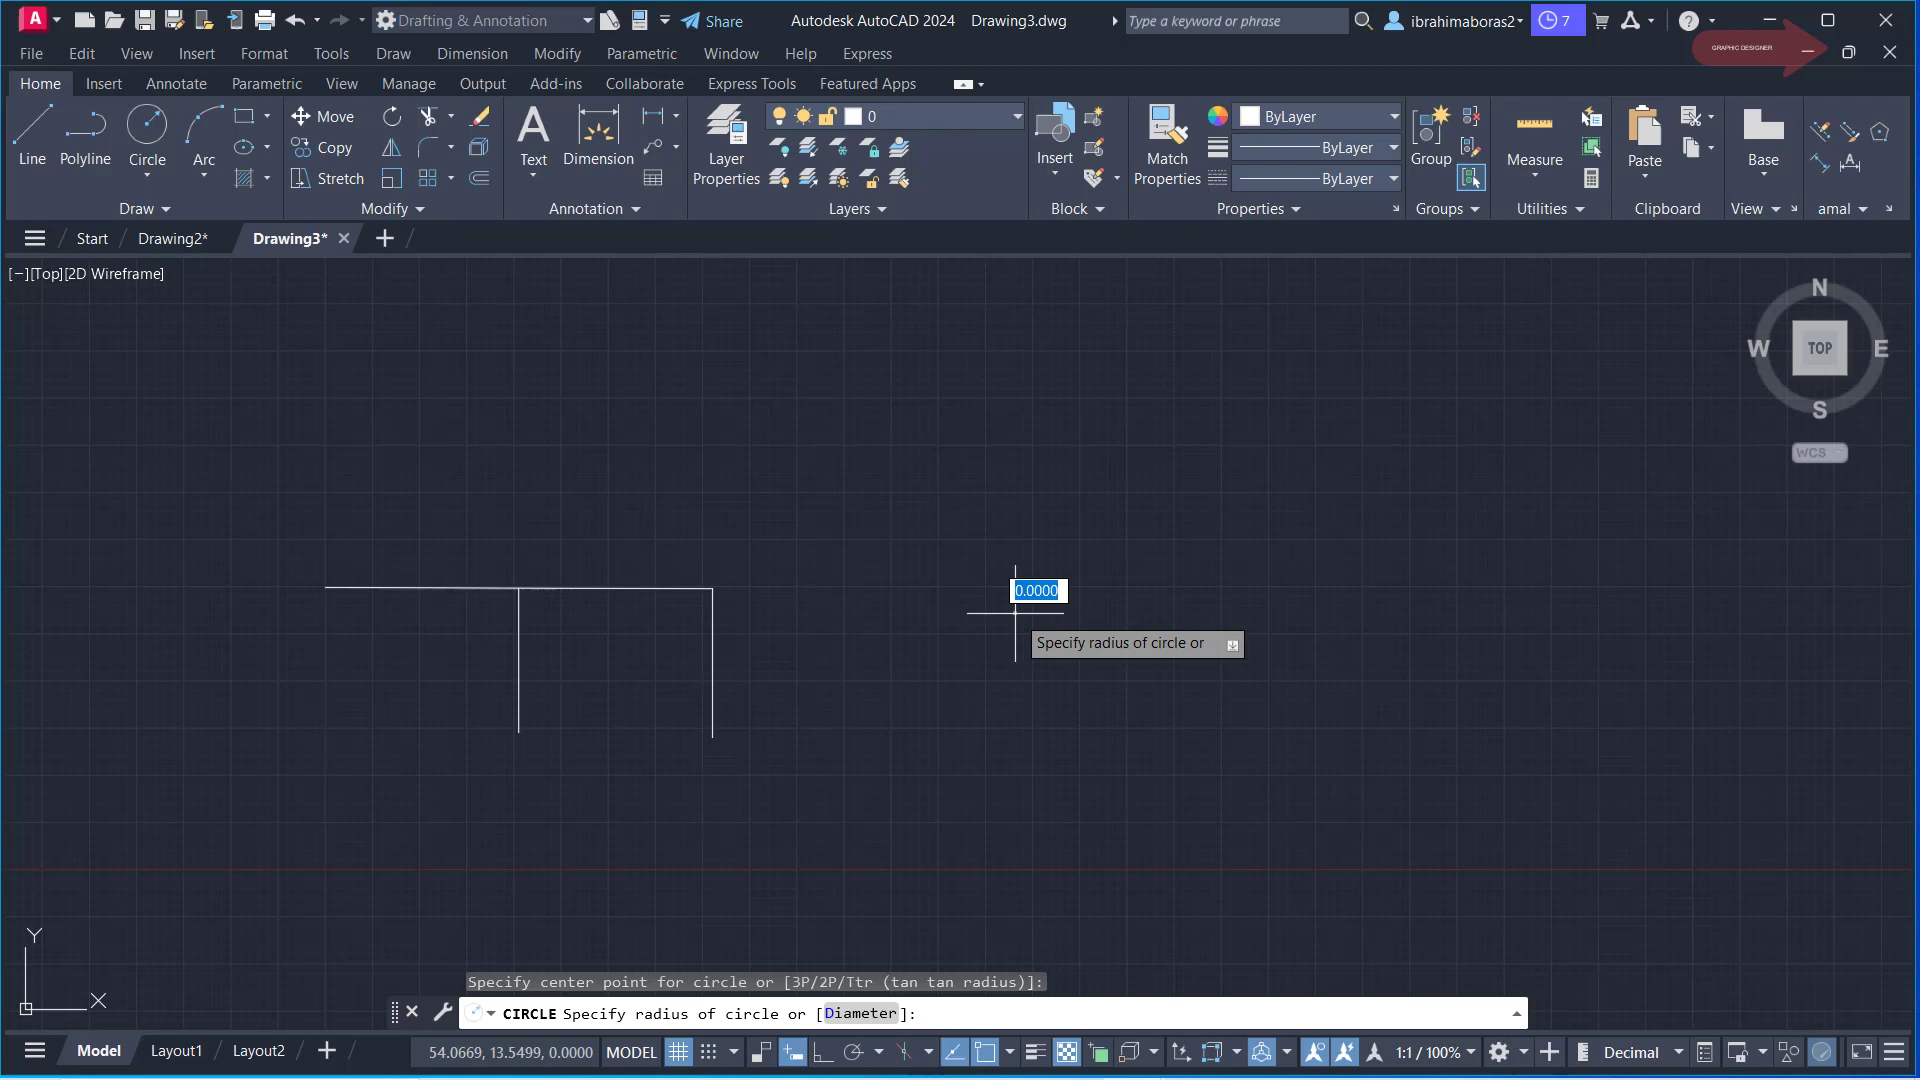 A
Drafting & Annotation
Share
Autodesk AutoCAD 2024 Drawing3.dwg
Type a keyword or phrase
ibrahimaboras2
7
?
File Edit View Insert Format Tools Draw Dimension Modify Parametric Window Help Express
GRAPHIC DESIGNER
Home Insert Annotate Parametric View Manage Output Add-ins Collaborate Express Tools Featured Apps
Move
0
ByLayer
Copy
ByLayer
Line Polyline Circle Arc
Text Dimension
Layer
Properties
Insert
Match
Properties
Group
Measure
Paste
Base
Stretch
ByLayer
Draw Modify Annotation Layers Block Properties Groups Utilities Clipboard View amal
Start Drawing2* Drawing3*
[−][Top][2D Wireframe]
N
W TOP E
S
WCS
0.0000
Specify radius of circle or
Y
X
Specify center point for circle or [3P/2P/Ttr (tan tan radius)]:
CIRCLE Specify radius of circle or [Diameter]:
Model Layout1 Layout2
54.0669, 13.5499, 0.0000 MODEL
1:1 / 100%
Decimal